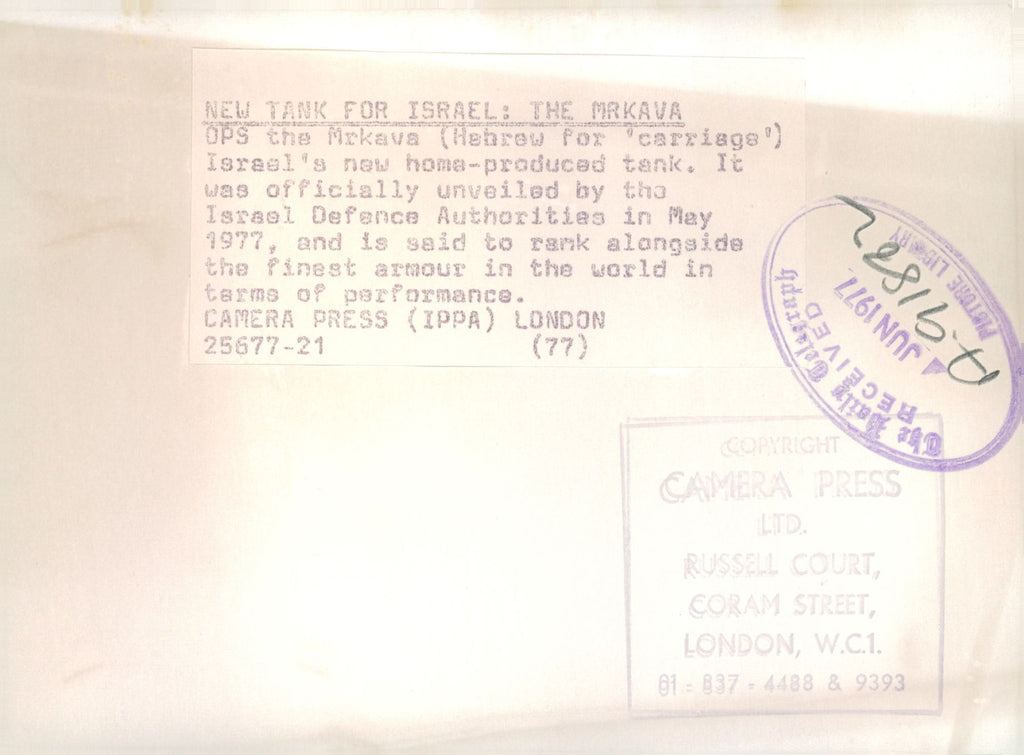 NEW TANK FOR ISRAEL: THE MRKAVA
OPS the Mrkava (Hebrew for 'carriage')
Israel's new home-produced tank. It
was officially unveiled by the
Israel Defence Authorities in May
1977, and is said to rank alongside
the finest armour in the world in
terms of performance.
CAMERA PRESS (IPPA) LONDON
25677-21 (77)
The Daily Telegraph
RECEIVED
JUN 1977
PICTURE LIBRARY
COPYRIGHT
CAMERA PRESS
LTD.
RUSSELL COURT,
CORAM STREET,
LONDON, W.C.1.
01 - 837 - 4488 & 9393